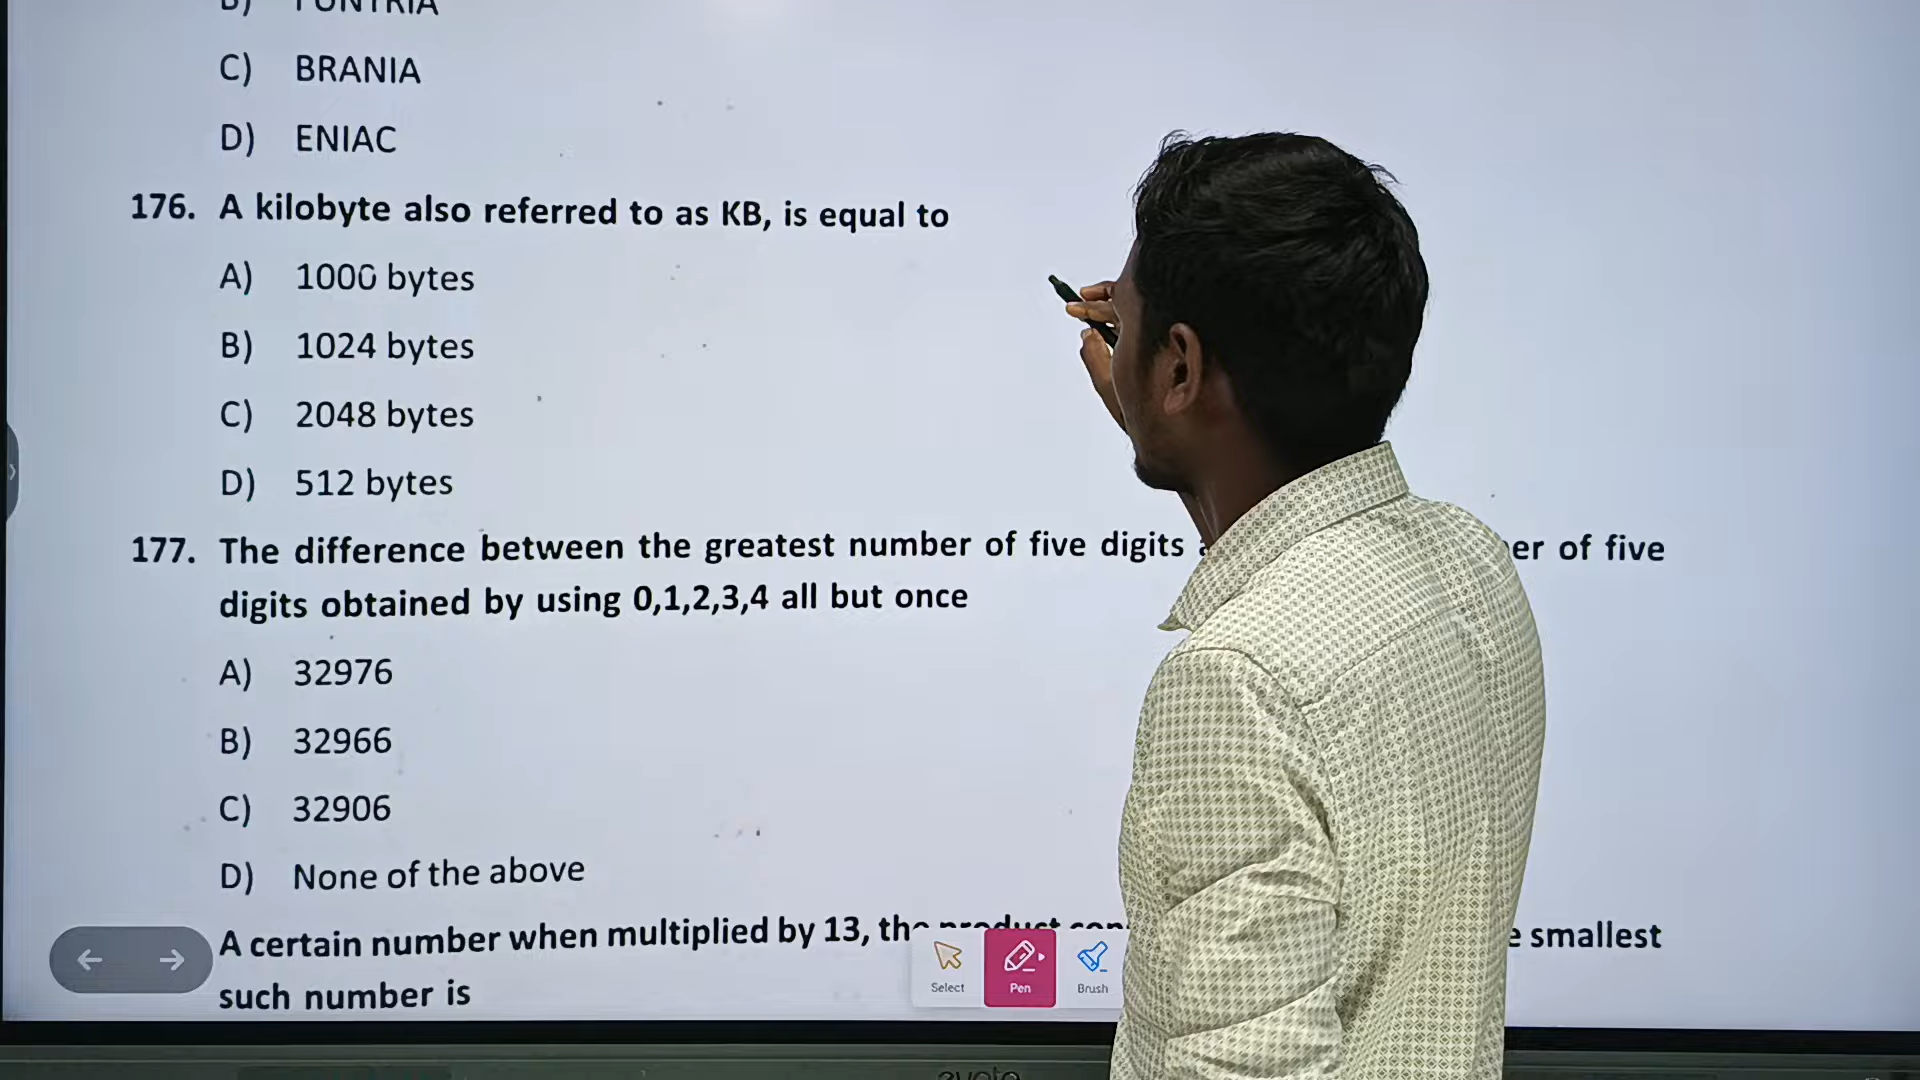 C) BRANIA
D) ENIAC
176. A kilobyte also referred to as KB, is equal to
A) 1000 bytes
B) 1024 bytes
C) 2048 bytes
D) 512 bytes
177. The difference between the greatest number of five digits of five
digits obtained by using 0,1,2,3,4 all but once
A) 32976
B) 32966
C) 32906
D) None of the above
A certain number when multiplied by 13, the product smallest
such number is
Select Pen Brush